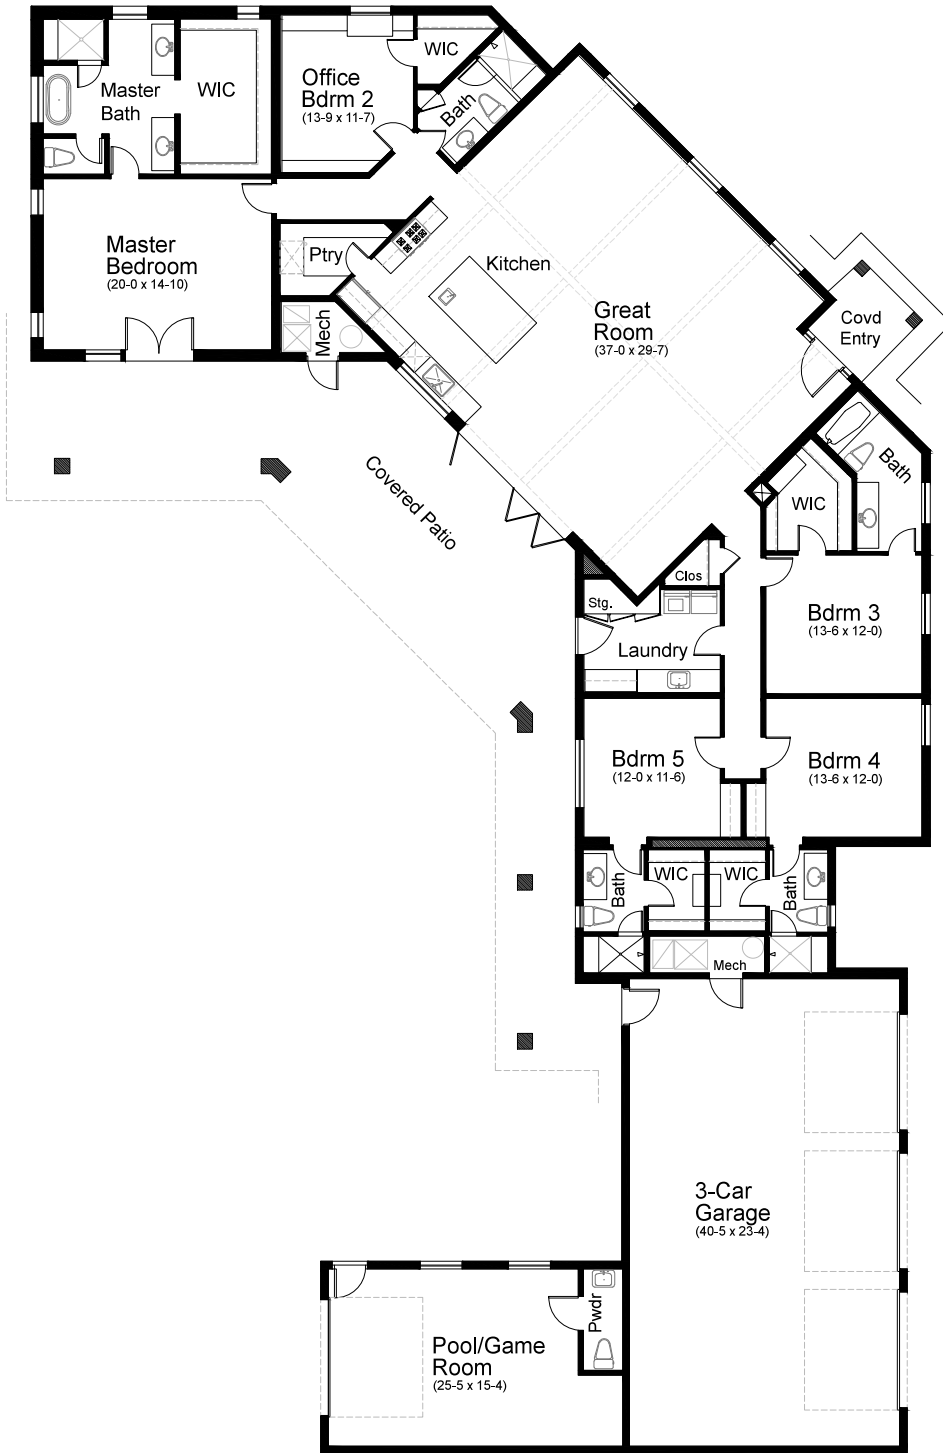 Master
Bath
WIC
Office
Bdrm 2
(13-9 x 11-7)
WIC
Bath
Master
Bedroom
(20-0 x 14-10)
Ptry
Mech
Kitchen
Great
Room
(37-0 x 29-7)
Covd
Entry
Covered Patio
Bath
WIC
Clos
Stg.
Laundry
Bdrm 3
(13-6 x 12-0)
Bdrm 5
(12-0 x 11-6)
Bdrm 4
(13-6 x 12-0)
Bath
WIC
WIC
Bath
Mech
3-Car
Garage
(40-5 x 23-4)
Pwdr
Pool/Game
Room
(25-5 x 15-4)